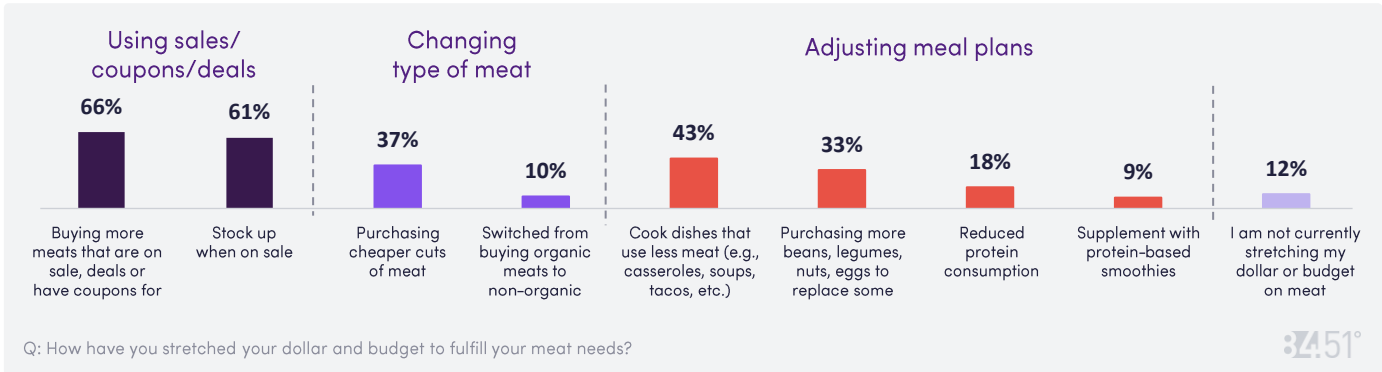 Using sales/
coupons/deals
Changing
type of meat
Adjusting meal plans
66%
61%
37%
10%
43%
33%
18%
9%
12%
Buying more
meats that are on
sale, deals or
have coupons for
Stock up
when on sale
Purchasing
cheaper cuts
of meat
Switched from
buying organic
meats to
non-organic
Cook dishes that
use less meat (e.g.,
casseroles, soups,
tacos, etc.)
Purchasing more
beans, legumes,
nuts, eggs to
replace some
Reduced
protein
consumption
Supplement with
protein-based
smoothies
I am not currently
stretching my
dollar or budget
on meat
Q: How have you stretched your dollar and budget to fulfill your meat needs?
84.51°